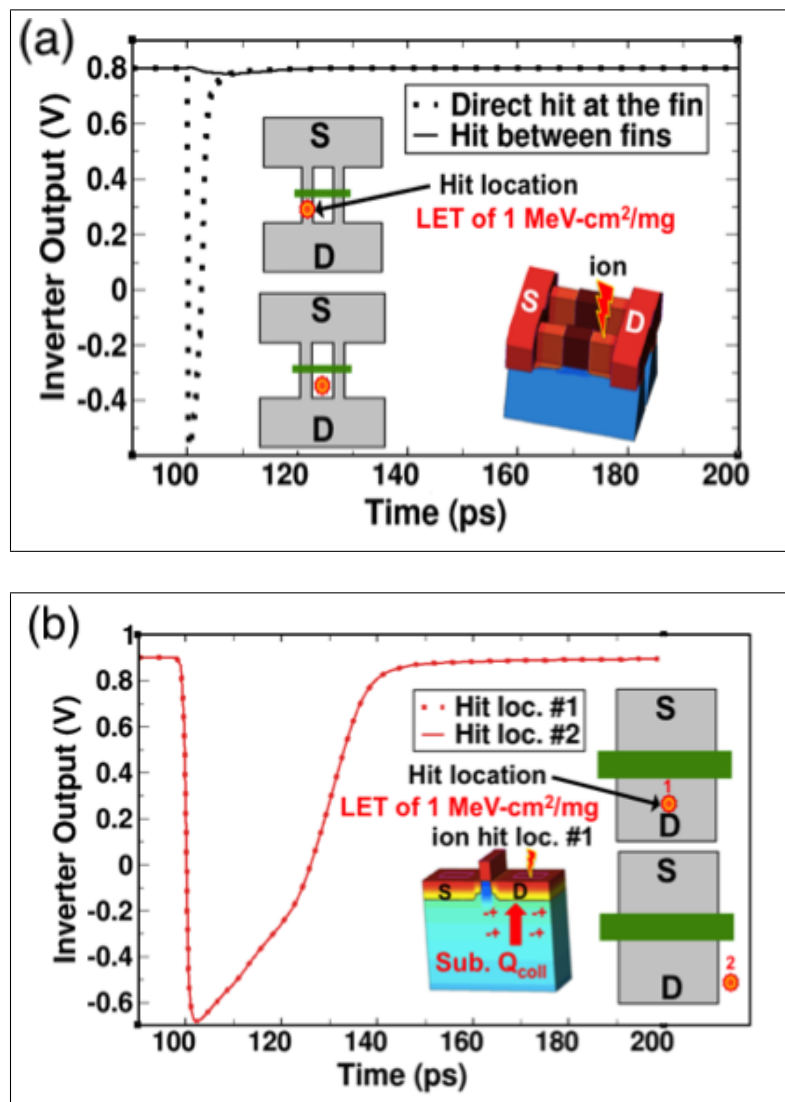 (a)
0.8
0.6
0.4
0.2
0
-0.2
-0.4
Inverter Output (V)
Direct hit at the fin
Hit between fins
S
Hit location
LET of 1 MeV-cm²/mg
D
ion
S
D
S
D
100 120 140 160 180 200
Time (ps)
(b)
1
0.8
0.6
0.4
0.2
0
-0.2
-0.4
-0.6
Inverter Output (V)
Hit loc. #1
Hit loc. #2
S
Hit location
1
LET of 1 MeV-cm²/mg
D
ion hit loc. #1
S
S D
-+ -+
-+ -+
Sub. Qcoll
2
D
100 120 140 160 180 200
Time (ps)